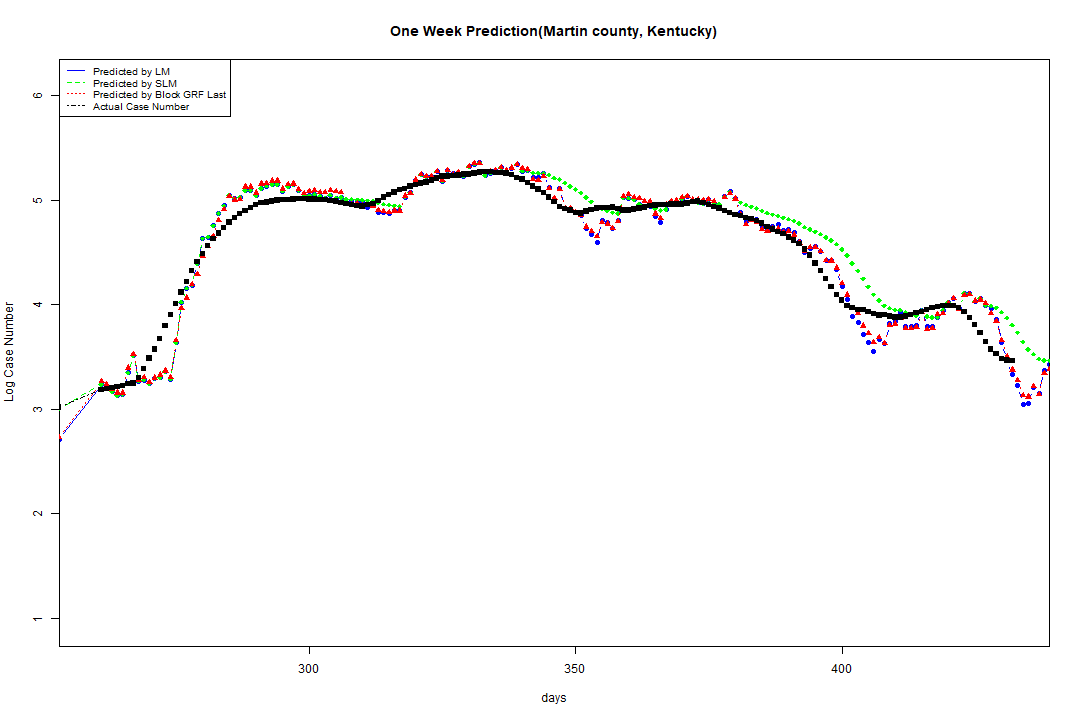 One Week Prediction(Martin county, Kentucky)
Predicted by LM
Predicted by SLM
Predicted by Block GRF Last
Actual Case Number
6
5
4
3
2
1
Log Case Number
300
350
400
days